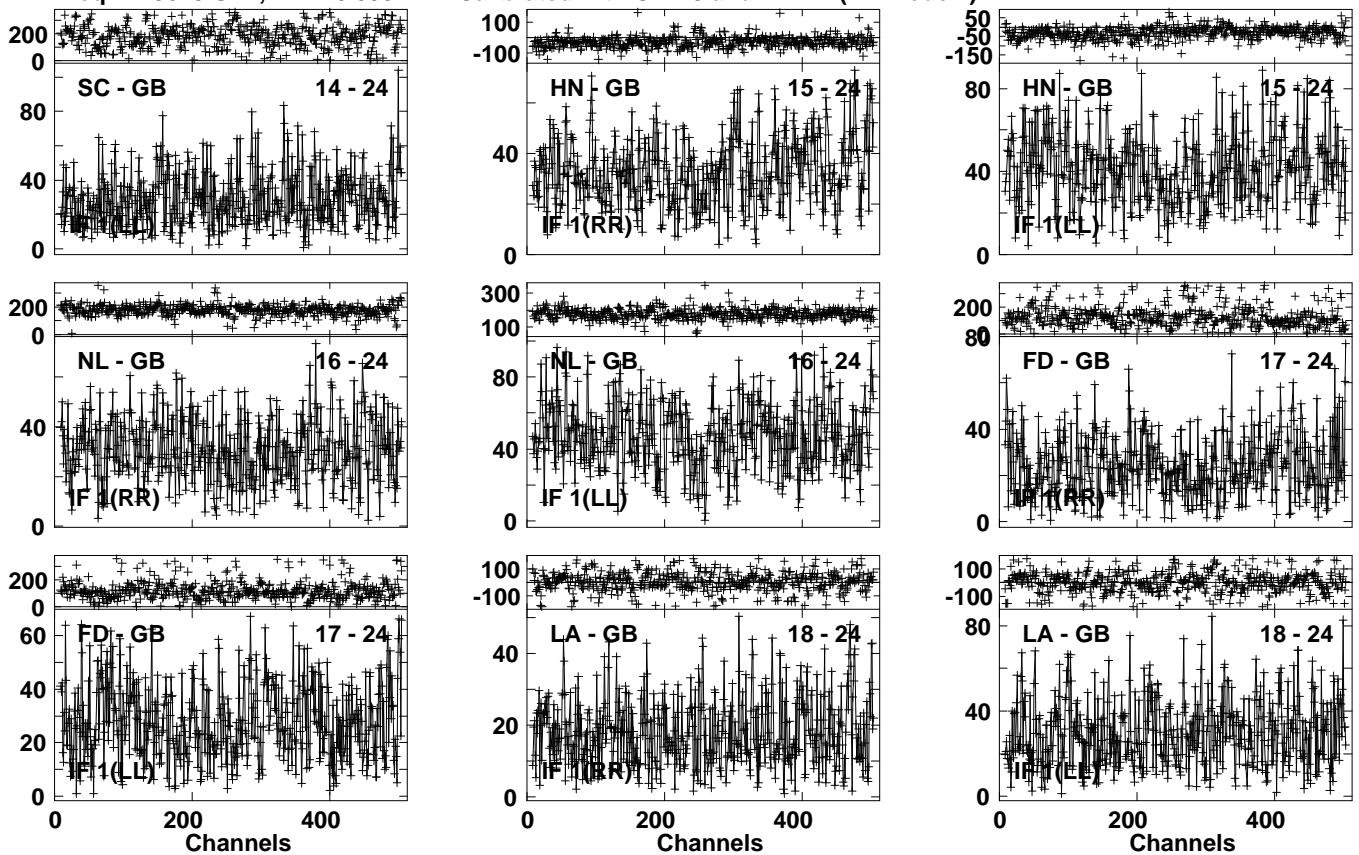 200
0
100
-100
50
-50
-150
SC - GB 14 - 24
80
40
0
IF 1(LL)
HN - GB 15 - 24
40
0
IF 1(RR)
HN - GB 15 - 24
80
40
0
IF 1(LL)
200
0
300
100
200
0
NL - GB 16 - 24
40
0
IF 1(RR)
NL - GB 16 - 24
80
40
0
IF 1(LL)
FD - GB 17 - 24
80
40
0
IF 1(RR)
200
0
100
-100
100
-100
FD - GB 17 - 24
60
40
20
0
IF 1(LL)
LA - GB 18 - 24
40
20
0
IF 1(RR)
LA - GB 18 - 24
80
40
0
IF 1(LL)
0 200 400
0 200 400
0 200 400
Channels
Channels
Channels